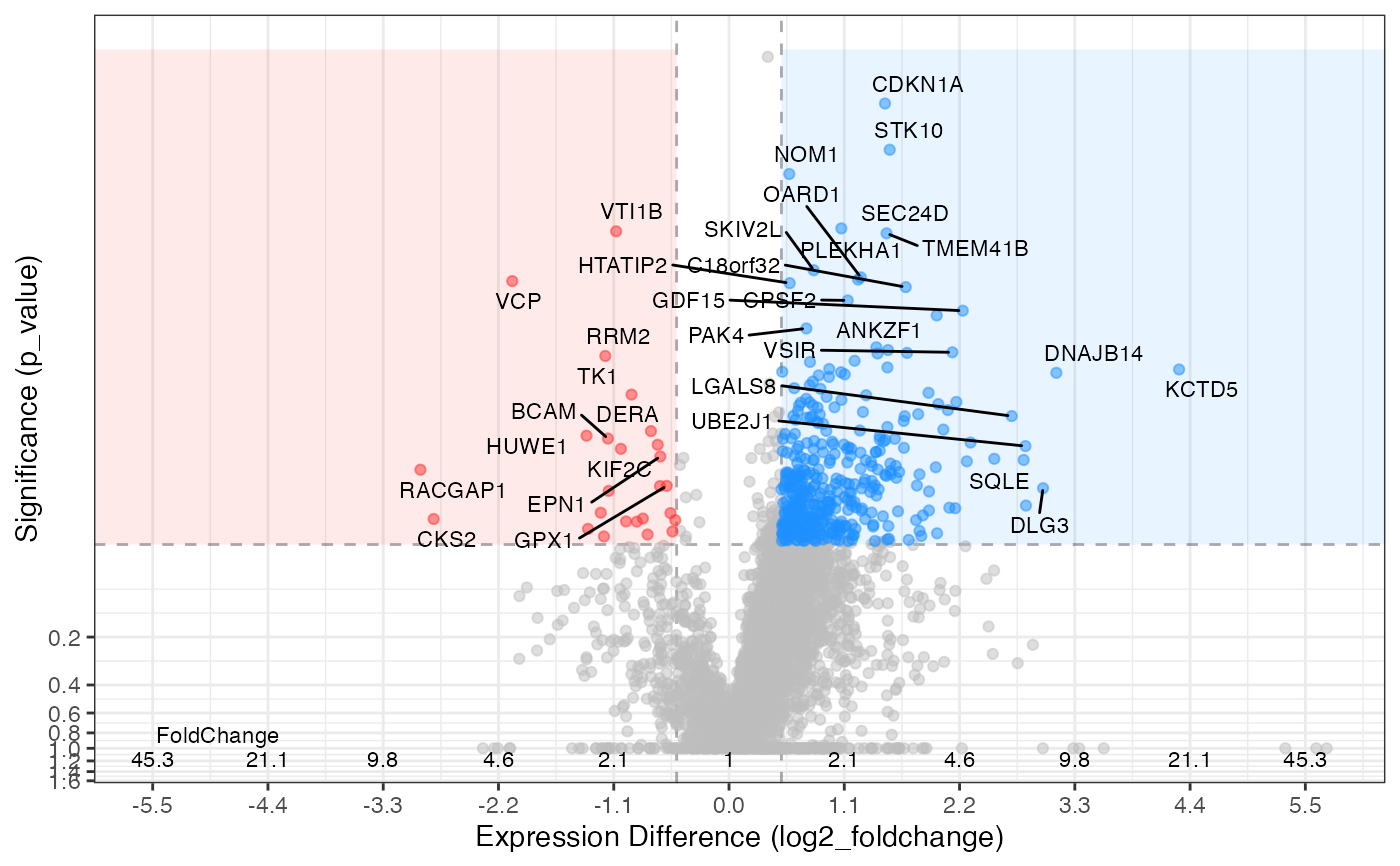 CDKN1A
STK10
NOM1
OARD1
VTI1B
SEC24D
SKIV2L
PLEKHA1
TMEM41B
HTATIP2
C18orf32
VCP
GDF15
CPSF2
RRM2
PAK4
ANKZF1
VSIR
DNAJB14
TK1
LGALS8
KCTD5
BCAM
DERA
UBE2J1
HUWE1
KIF2C
RACGAP1
SQLE
EPN1
DLG3
CKS2
GPX1
Significance (p_value)
0.2
0.4
0.6
0.8
1.0
1.2
1.4
1.6
FoldChange
45.3 21.1 9.8 4.6 2.1 1 2.1 4.6 9.8 21.1 45.3
-5.5 -4.4 -3.3 -2.2 -1.1 0.0 1.1 2.2 3.3 4.4 5.5
Expression Difference (log2_foldchange)